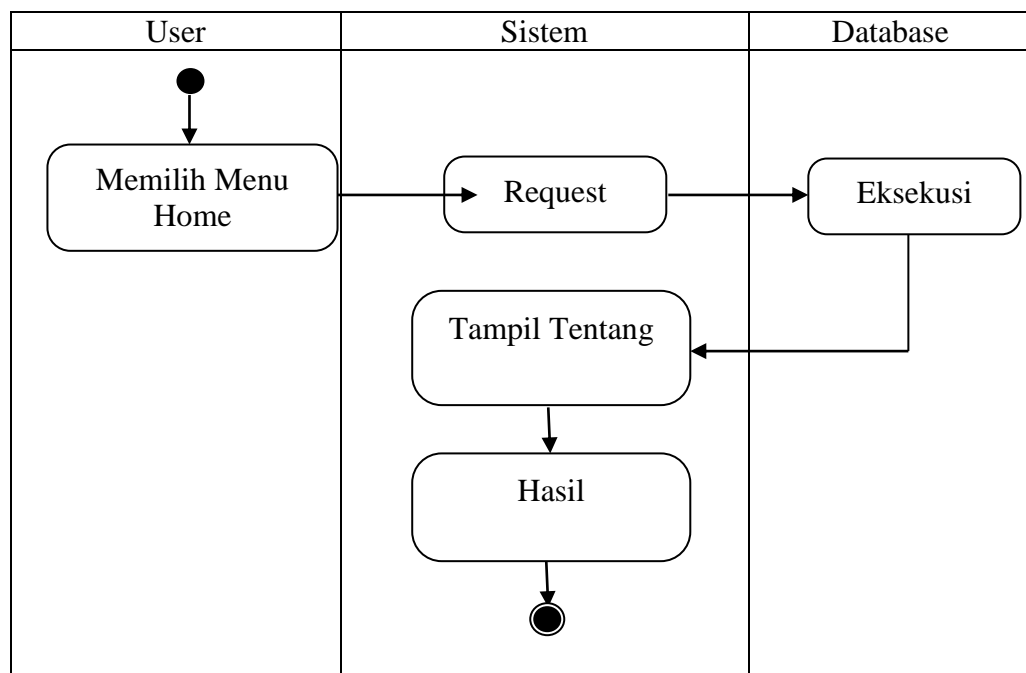 User
Sistem
Database
Memilih Menu
Home
Request
Eksekusi
Tampil Tentang
Hasil